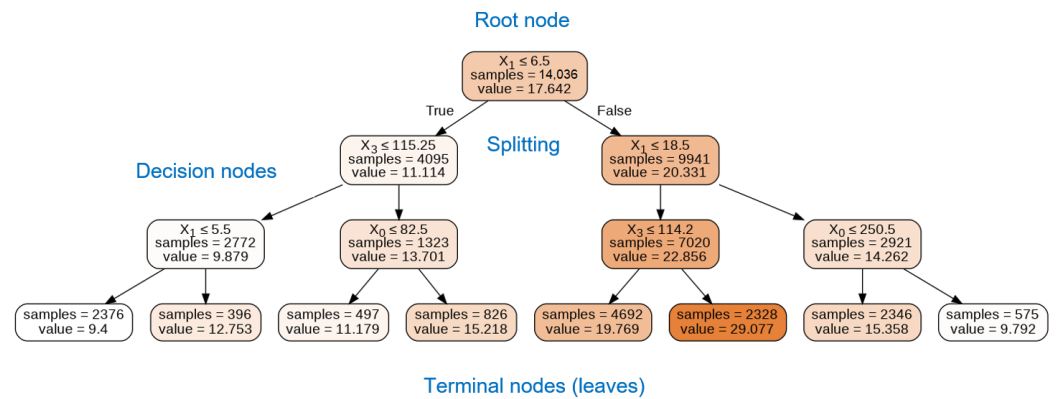 Root node
X1 ≤ 6.5
samples = 14,036
value = 17.642
True
False
X3 ≤ 115.25
samples = 4095
value = 11.114
Splitting
X1 ≤ 18.5
samples = 9941
value = 20.331
Decision nodes
X1 ≤ 5.5
samples = 2772
value = 9.879
X0 ≤ 82.5
samples = 1323
value = 13.701
X3 ≤ 114.2
samples = 7020
value = 22.856
X0 ≤ 250.5
samples = 2921
value = 14.262
samples = 2376
value = 9.4
samples = 396
value = 12.753
samples = 497
value = 11.179
samples = 826
value = 15.218
samples = 4692
value = 19.769
samples = 2328
value = 29.077
samples = 2346
value = 15.358
samples = 575
value = 9.792
Terminal nodes (leaves)